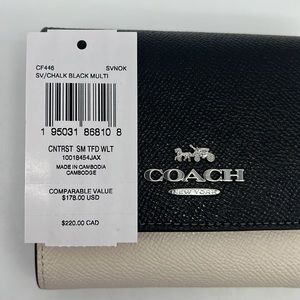 CF446 SVNOK
SV/CHALK BLACK MULTI
1 95031 86810 8
CNTRST SM TFD WLT
10018454JAX
MADE IN CAMBODIA
CAMBODGE
COMPARABLE VALUE
$178.00 USD
$220.00 CAD
COACH
NEW YORK